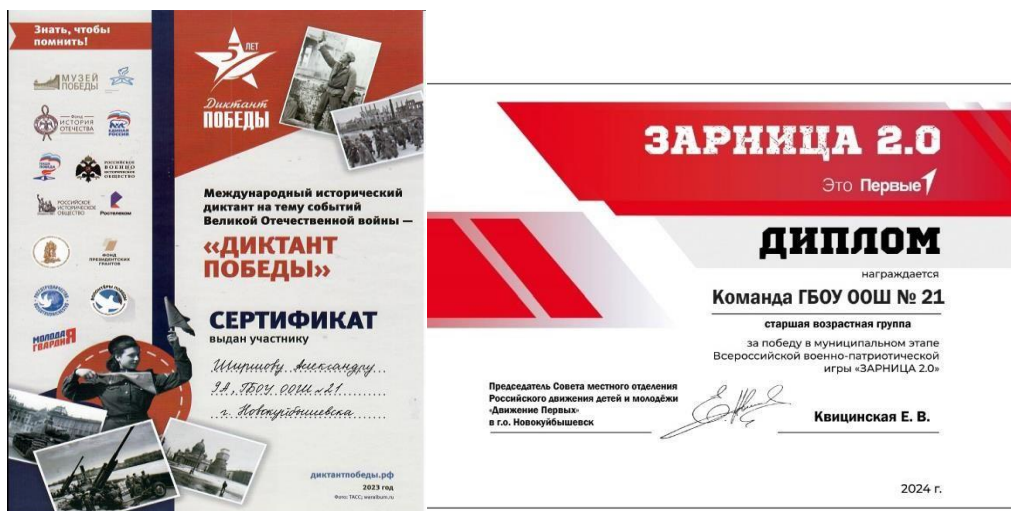 Знать, чтобы
помнить!
МУЗЕЙ
ПОБЕДЫ
Фонд
ИСТОРИЯ
ОТЕЧЕСТВА
ЕДИНАЯ
РОССИЯ
РОССИЙСКОЕ
ВОЕННО
ИСТОРИЧЕСКОЕ
ОБЩЕСТВО
РОССИЙСКОЕ
ИСТОРИЧЕСКОЕ
ОБЩЕСТВО
Ростелеком
ФОНД
ПРЕЗИДЕНТСКИХ
ГРАНТОВ
МОЛОДАЯ
ГВАРДИЯ
5 ЛЕТ
Диктант
ПОБЕДЫ
Международный исторический
диктант на тему событий
Великой Отечественной войны —
«ДИКТАНТ
ПОБЕДЫ»
СЕРТИФИКАТ
выдан участнику
Ширшову Александру
9А, ГБОУ ООШ №21
г. Новокуйбышевска
диктантпобеды.рф
2023 год
Фото: ТАСС; waralbum.ru
ЗАРНИЦА 2.0
Это Первые
ДИПЛОМ
награждается
Команда ГБОУ ООШ № 21
старшая возрастная группа
за победу в муниципальном этапе
Всероссийской военно-патриотической
игры «ЗАРНИЦА 2.0»
Председатель Совета местного отделения
Российского движения детей и молодёжи
«Движение Первых»
в г.о. Новокуйбышевск
Квицинская Е. В.
2024 г.